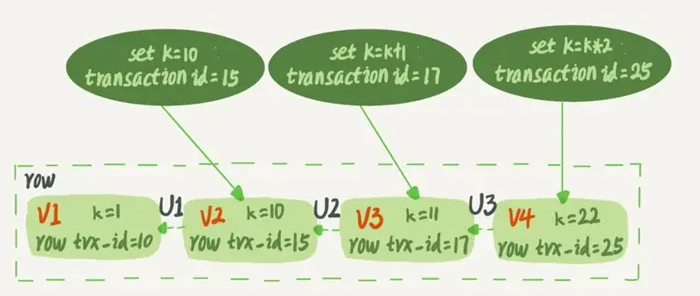 set k=10
transaction id=15
set k=k+1
transaction id=17
set k=k*2
transaction id=25
row
V1 k=1
row trx-id=10
U1
V2 k=10
row trx-id=15
U2
V3 k=11
row trx-id=17
U3
V4 k=22
row trx-id=25